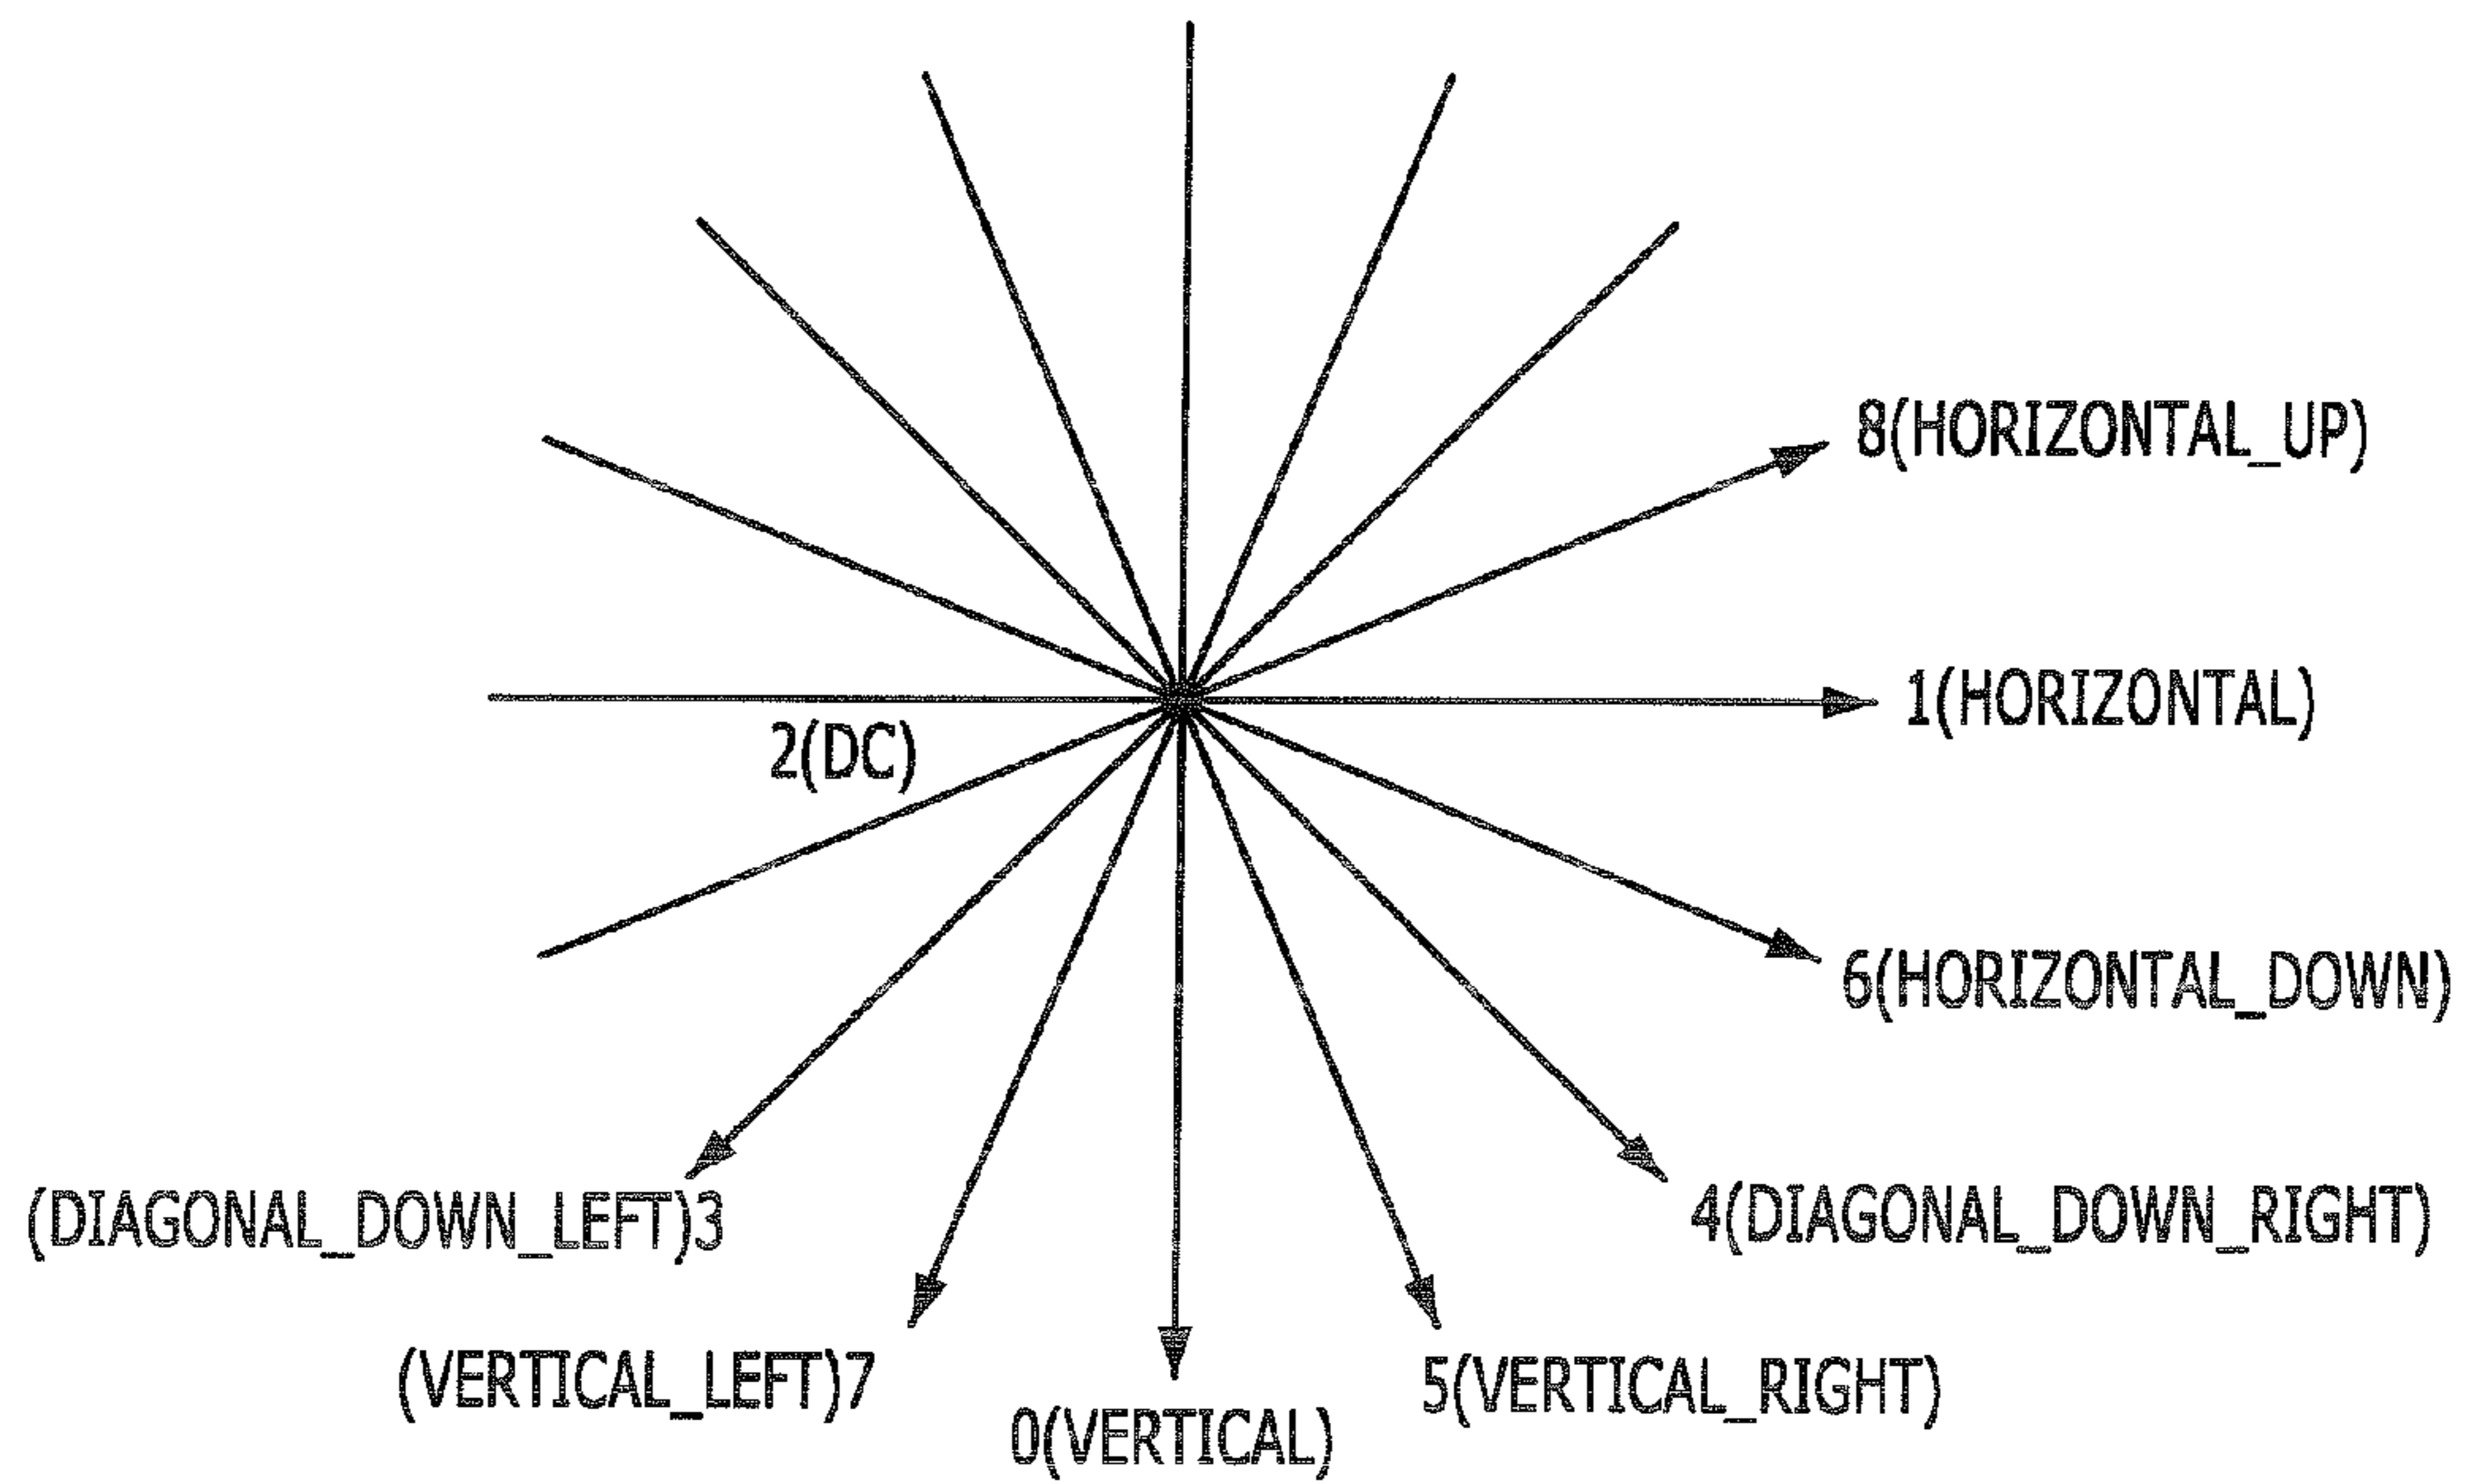 8(HORIZONTAL_UP)
1(HORIZONTAL)
2(DC)
6(HORIZONTAL_DOWN)
(DIAGONAL_DOWN_LEFT)3
4(DIAGONAL_DOWN_RIGHT)
(VERTICAL_LEFT)7
5(VERTICAL_RIGHT)
0(VERTICAL)